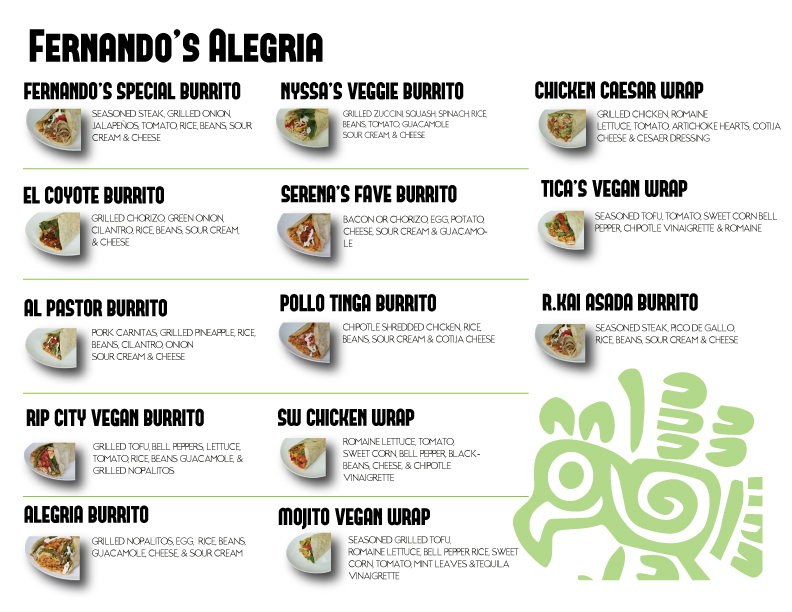 FERNANDO'S ALEGRIA
FERNANDO'S SPECIAL BURRITO
SEASONED STEAK, GRILLED ONION,
JALAPEÑOS, TOMATO, RICE, BEANS, SOUR
CREAM & CHEESE
EL COYOTE BURRITO
GRILLED CHORIZO, GREEN ONION,
CILANTRO, RICE, BEANS, SOUR CREAM,
& CHEESE
AL PASTOR BURRITO
PORK CARNITAS, GRILLED PINEAPPLE, RICE,
BEANS, CILANTRO, ONION
SOUR CREAM & CHEESE
RIP CITY VEGAN BURRITO
GRILLED TOFU, BELL PEPPERS, LETTUCE,
TOMATO, RICE, BEANS GUACAMOLE, &
GRILLED NOPALITOS
ALEGRIA BURRITO
GRILLED NOPALITOS, EGG, RICE, BEANS,
GUACAMOLE, CHEESE, & SOUR CREAM
NYSSA'S VEGGIE BURRITO
GRILLED ZUCCINI SQUASH, SPINACH, RICE,
BEANS, TOMATO, GUACAMOLE
SOUR CREAM, & CHEESE
SERENA'S FAVE BURRITO
BACON OR CHORIZO, EGG, POTATO,
CHEESE, SOUR CREAM & GUACAMO-
LE
POLLO TINGA BURRITO
CHIPOTLE SHREDDED CHICKEN, RICE,
BEANS, SOUR CREAM & COTIJA CHEESE
SW CHICKEN WRAP
ROMAINE LETTUCE, TOMATO,
SWEET CORN, BELL PEPPER, BLACK-
BEANS, CHEESE, & CHIPOTLE
VINAIGRETTE
MOJITO VEGAN WRAP
SEASONED GRILLED TOFU,
ROMAINE LETTUCE, BELL PEPPER RICE, SWEET
CORN, TOMATO, MINT LEAVES &TEQUILA
VINAIGRETTE
CHICKEN CAESAR WRAP
GRILLED CHICKEN, ROMAINE
LETTUCE, TOMATO, ARTICHOKE HEARTS, COTIJA
CHEESE & CESAER DRESSING
TICA'S VEGAN WRAP
SEASONED TOFU, TOMATO, SWEET CORN BELL
PEPPER, CHIPOTLE VINAIGRETTE & ROMAINE
R.KAI ASADA BURRITO
SEASONED STEAK, PICO DE GALLO,
RICE, BEANS, SOUR CREAM & CHEESE